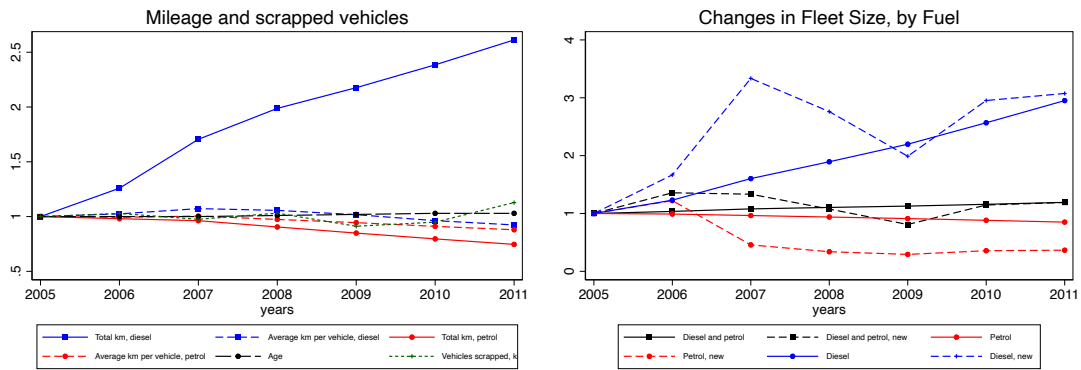 Mileage and scrapped vehicles
2.5
2
1.5
1
.5
2005 2006 2007 2008 2009 2010 2011
years
Total km, diesel Average km per vehicle, diesel Total km, petrol
Average km per vehicle, petrol Age Vehicles scrapped, k
Changes in Fleet Size, by Fuel
4
3
2
1
0
2005 2006 2007 2008 2009 2010 2011
years
Diesel and petrol Diesel and petrol, new Petrol
Petrol, new Diesel Diesel, new